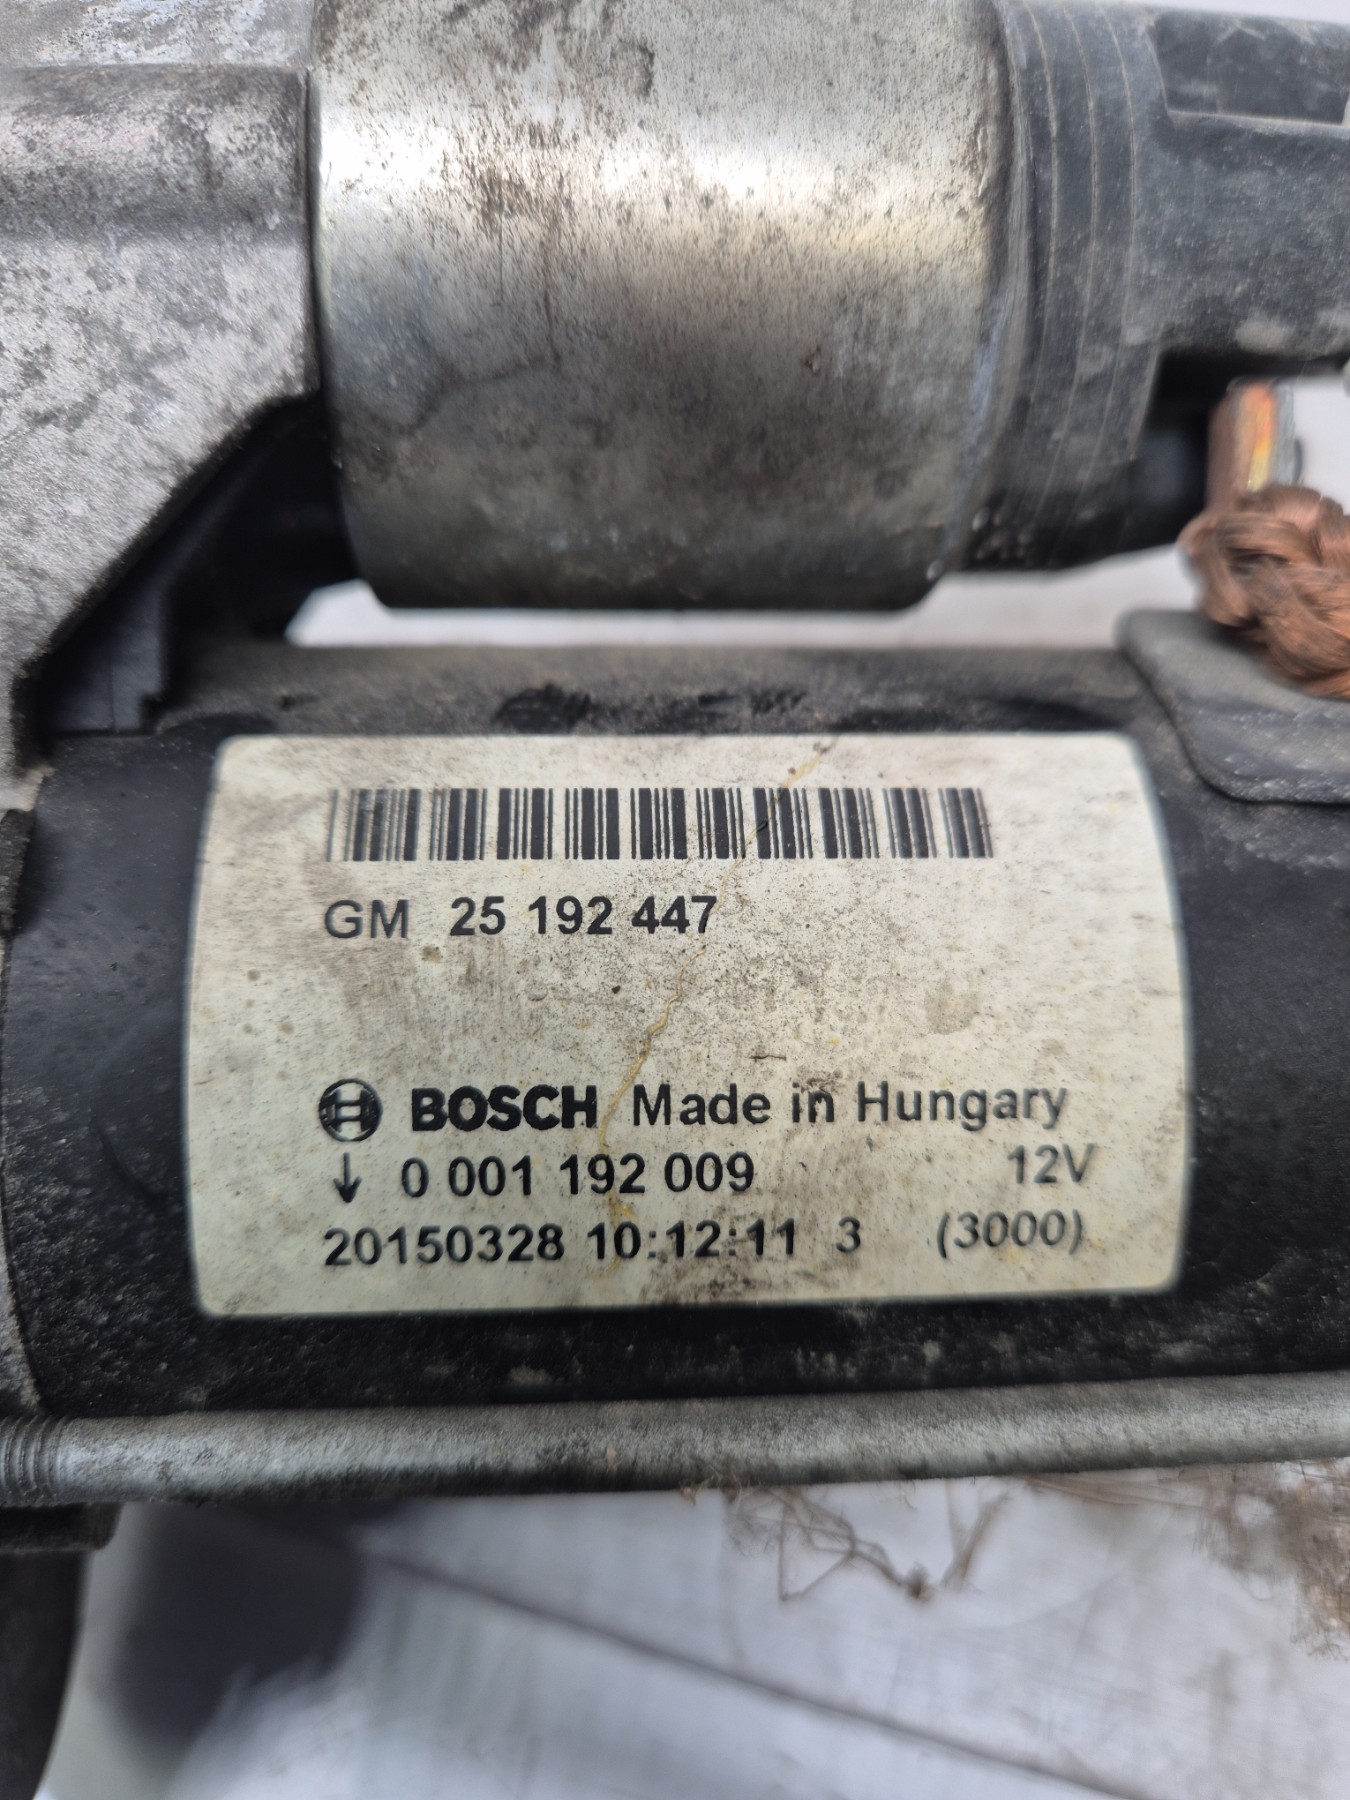 GM 25 192 447
BOSCH Made in Hungary
↓ 0 001 192 009 12V
20150328 10:12:11 3 (3000)